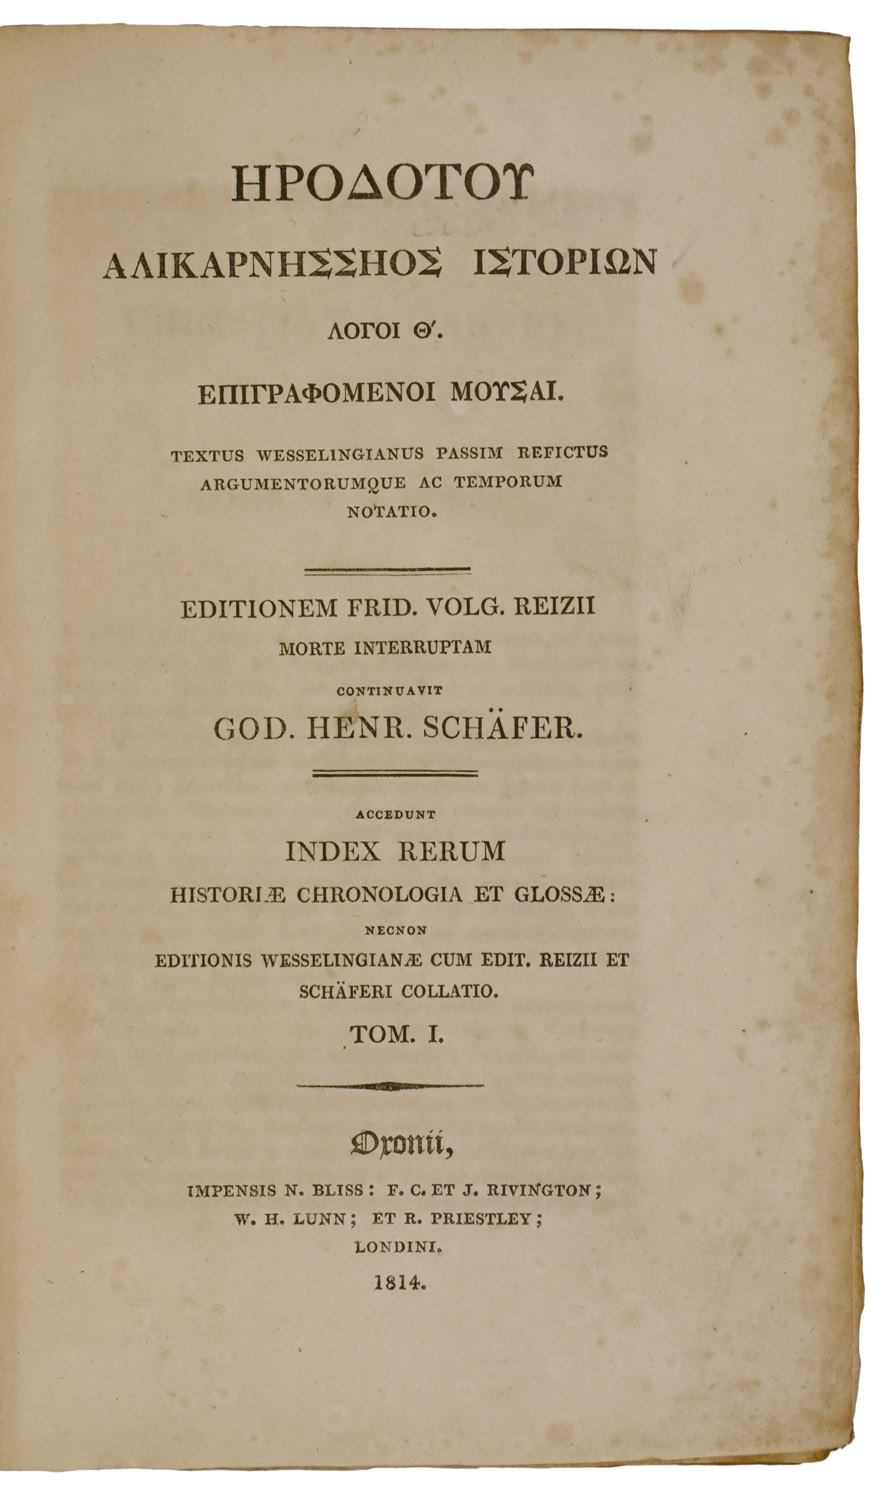 ΗΡΟΔΟΤΟΥ
ΑΛΙΚΑΡΝΗΣΣΗΟΣ ΙΣΤΟΡΙΩΝ
ΛΟΓΟΙ Θ′.
ΕΠΙΓΡΑΦΟΜΕΝΟΙ ΜΟΥΣΑΙ.
TEXTUS WESSELINGIANUS PASSIM REFICTUS
ARGUMENTORUMQUE AC TEMPORUM
NOTATIO.
EDITIONEM FRID. VOLG. REIZII
MORTE INTERRUPTAM
CONTINUAVIT
GOD. HENR. SCHÄFER.
ACCEDUNT
INDEX RERUM
HISTORIÆ CHRONOLOGIA ET GLOSSÆ:
NECNON
EDITIONIS WESSELINGIANÆ CUM EDIT. REIZII ET
SCHÄFERI COLLATIO.
TOM. I.
Oxonii,
IMPENSIS N. BLISS: F. C. ET J. RIVINGTON;
W. H. LUNN; ET R. PRIESTLEY;
LONDINI.
1814.